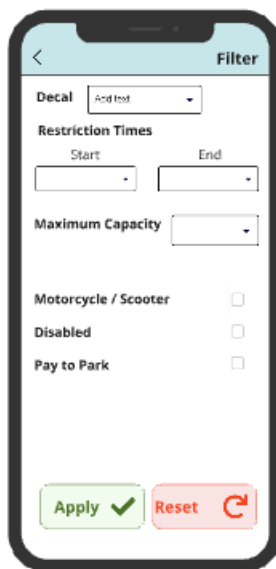 Filter
Decal Add text
Restriction Times
Start End
Maximum Capacity
Motorcycle / Scooter
Disabled
Pay to Park
Apply Reset